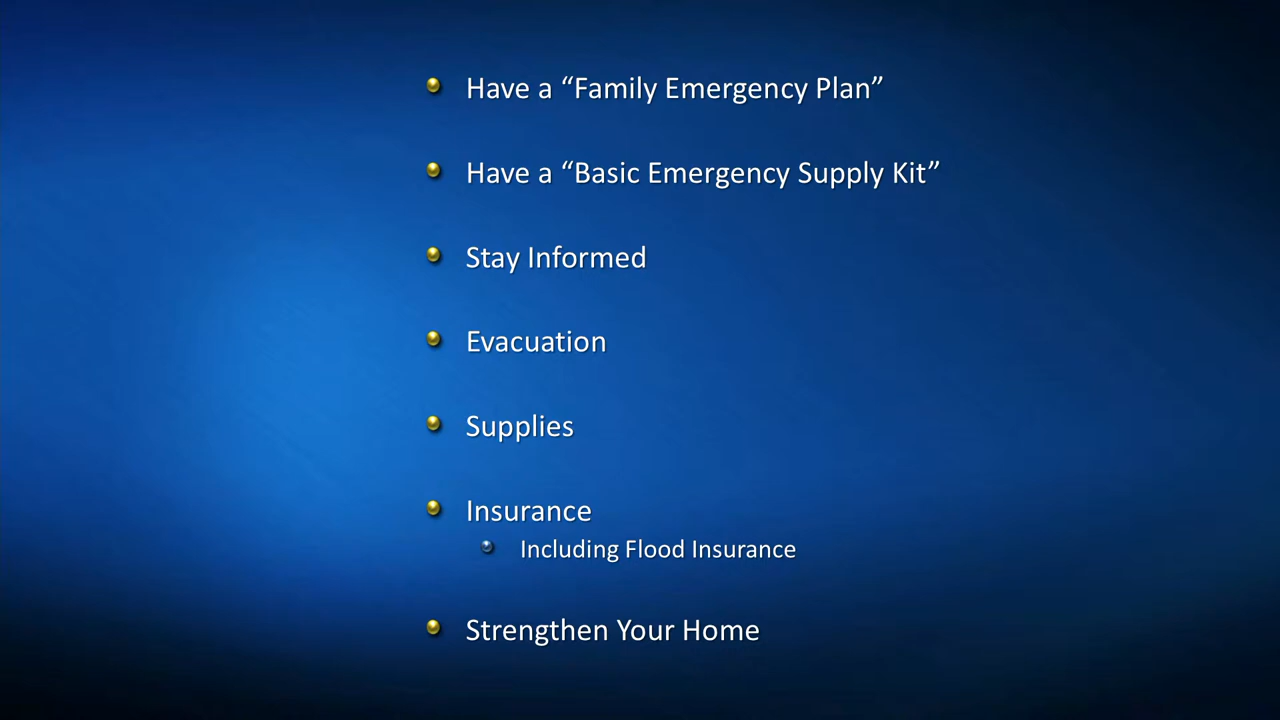 Have a “Family Emergency Plan”
Have a “Basic Emergency Supply Kit”
Stay Informed
Evacuation
Supplies
Insurance
Including Flood Insurance
Strengthen Your Home